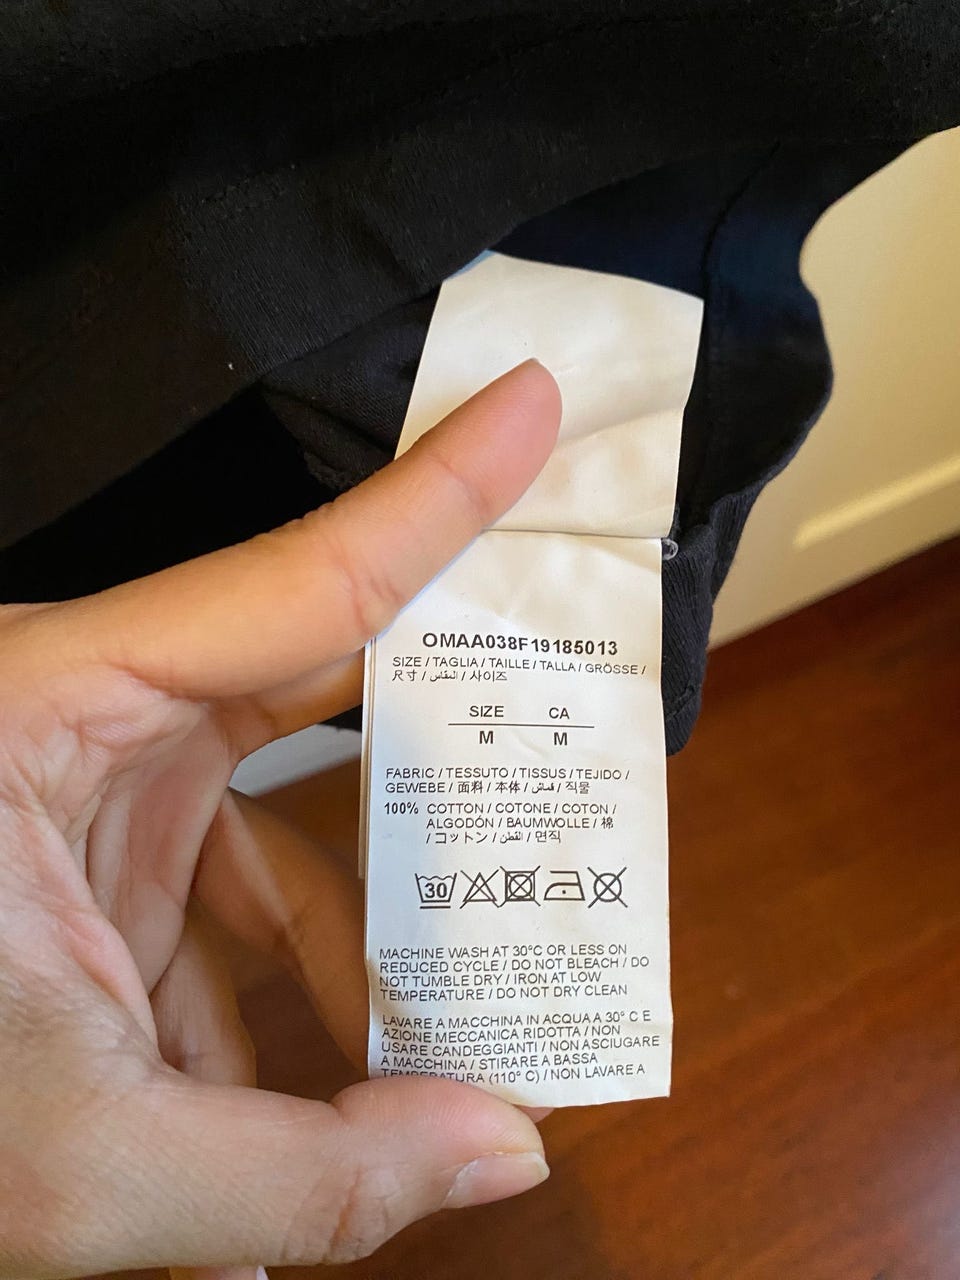 OMAA038F19185013
SIZE / TAGLIA / TAILLE / TALLA / GRÖSSE /
尺寸 / المقاس / 사이즈
SIZE CA
M M
FABRIC / TESSUTO / TISSUS / TEJIDO /
GEWEBE / 面料 / 本体 / قماش / 직물
100% COTTON / COTONE / COTON /
ALGODÓN / BAUMWOLLE / 棉
/ コットン / القطن / 면직
30
MACHINE WASH AT 30°C OR LESS ON
REDUCED CYCLE / DO NOT BLEACH / DO
NOT TUMBLE DRY / IRON AT LOW
TEMPERATURE / DO NOT DRY CLEAN
LAVARE A MACCHINA IN ACQUA A 30° C E
AZIONE MECCANICA RIDOTTA / NON
USARE CANDEGGIANTI / NON ASCIUGARE
A MACCHINA / STIRARE A BASSA
TEMPERATURA (110° C) / NON LAVARE A